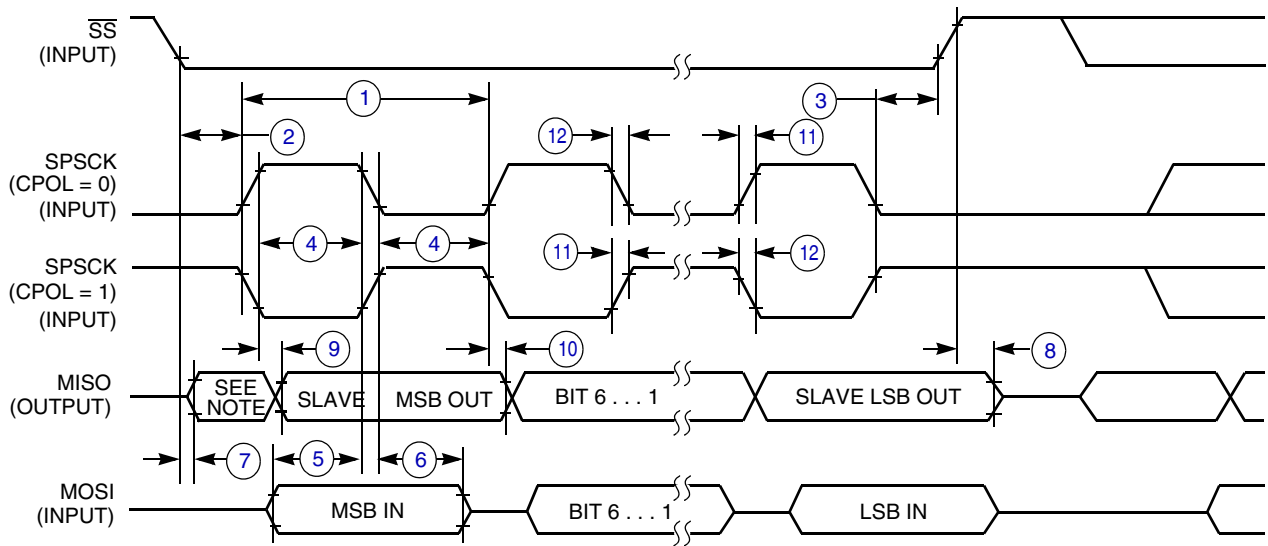 SS
(INPUT)
1
3
2
12
11
SPSCK
(CPOL = 0)
(INPUT)
4
4
11
12
SPSCK
(CPOL = 1)
(INPUT)
9
10
8
MISO
(OUTPUT)
SEE
NOTE
SLAVE
MSB OUT
BIT 6 . . . 1
SLAVE LSB OUT
7
5
6
MOSI
(INPUT)
MSB IN
BIT 6 . . . 1
LSB IN